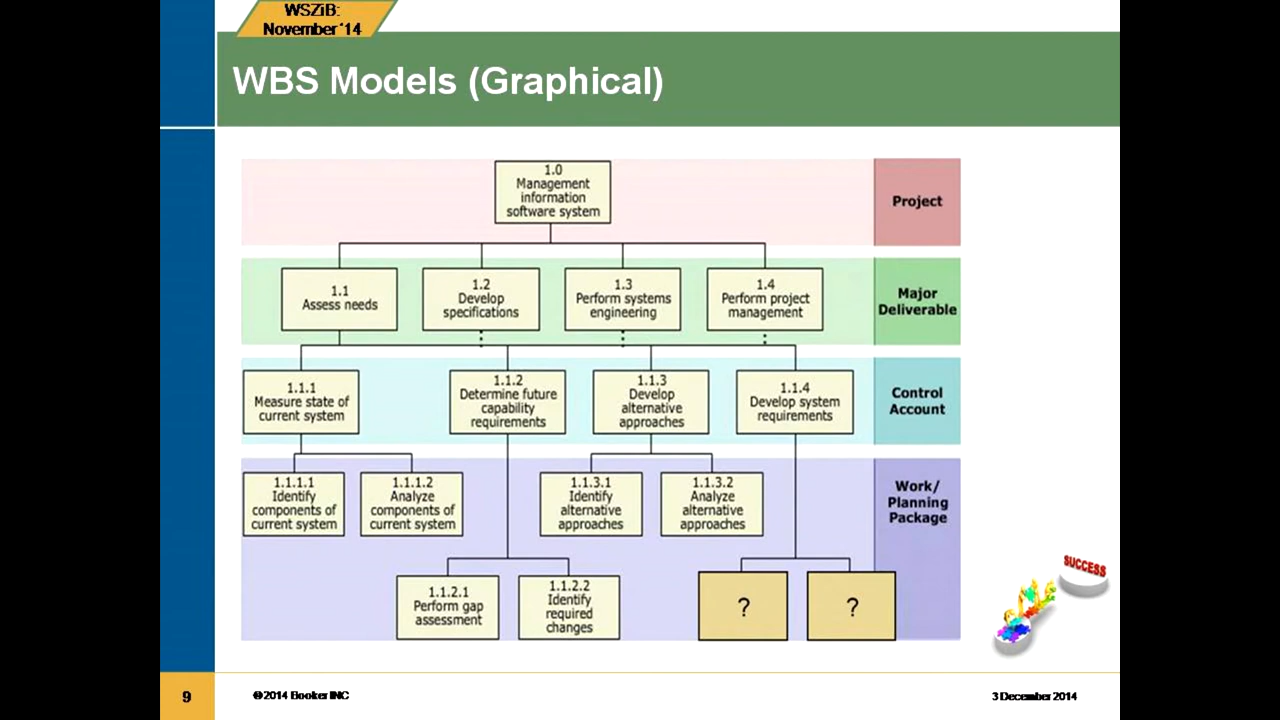 WSZiB:
November ‘14
WBS Models (Graphical)
1.0
Management
information
software system
Project
1.1
Assess needs
1.2
Develop
specifications
1.3
Perform systems
engineering
1.4
Perform project
management
Major
Deliverable
1.1.1
Measure state of
current system
1.1.2
Determine future
capability
requirements
1.1.3
Develop
alternative
approaches
1.1.4
Develop system
requirements
Control
Account
1.1.1.1
Identify
components of
current system
1.1.1.2
Analyze
components of
current system
1.1.3.1
Identify
alternative
approaches
1.1.3.2
Analyze
alternative
approaches
Work/
Planning
Package
1.1.2.1
Perform gap
assessment
1.1.2.2
Identify
required
changes
?
?
SUCCESS
9
© 2014 Booker INC
3 December 2014